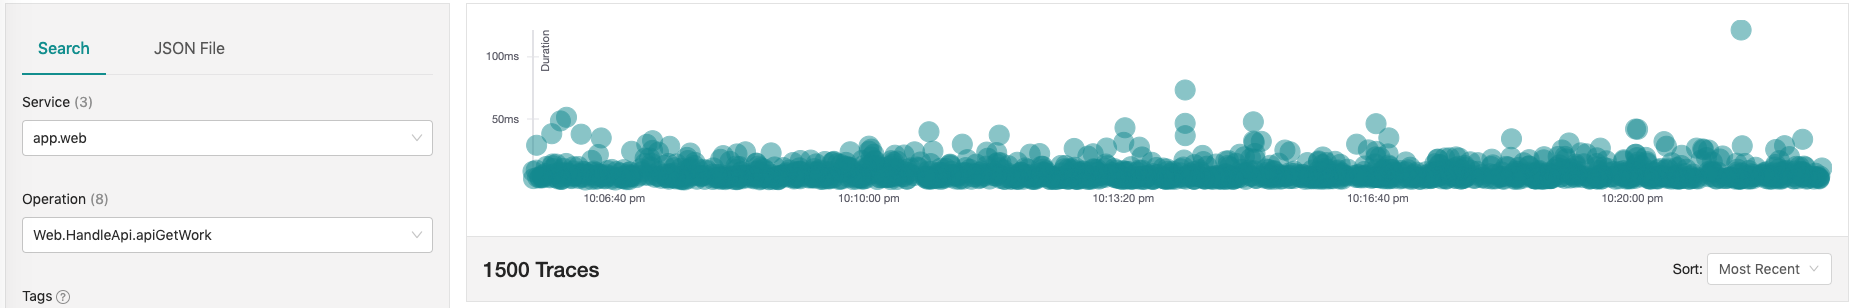 Search JSON File
Service (3)
app.web
Operation (8)
Web.HandleApi.apiGetWork
Tags ?
Duration
100ms
50ms
10:06:40 pm 10:10:00 pm 10:13:20 pm 10:16:40 pm 10:20:00 pm
1500 Traces
Sort: Most Recent